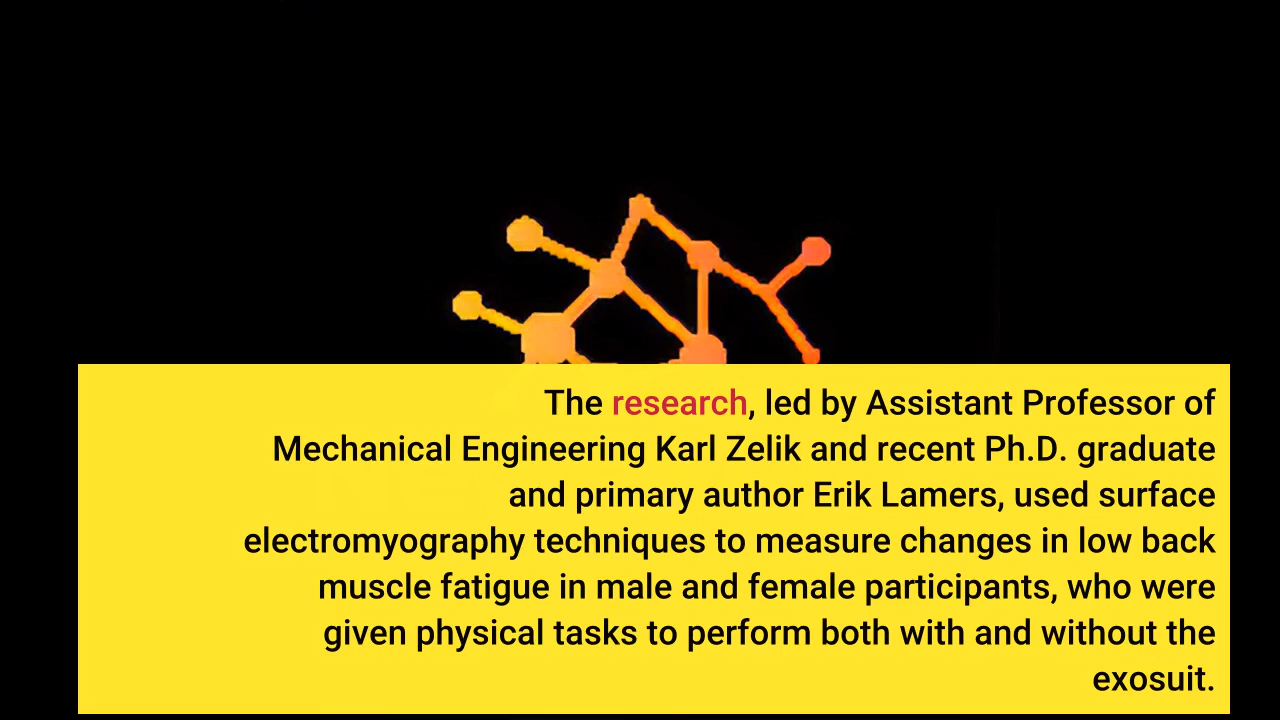 The research, led by Assistant Professor of
Mechanical Engineering Karl Zelik and recent Ph.D. graduate
and primary author Erik Lamers, used surface
electromyography techniques to measure changes in low back
muscle fatigue in male and female participants, who were
given physical tasks to perform both with and without the
exosuit.